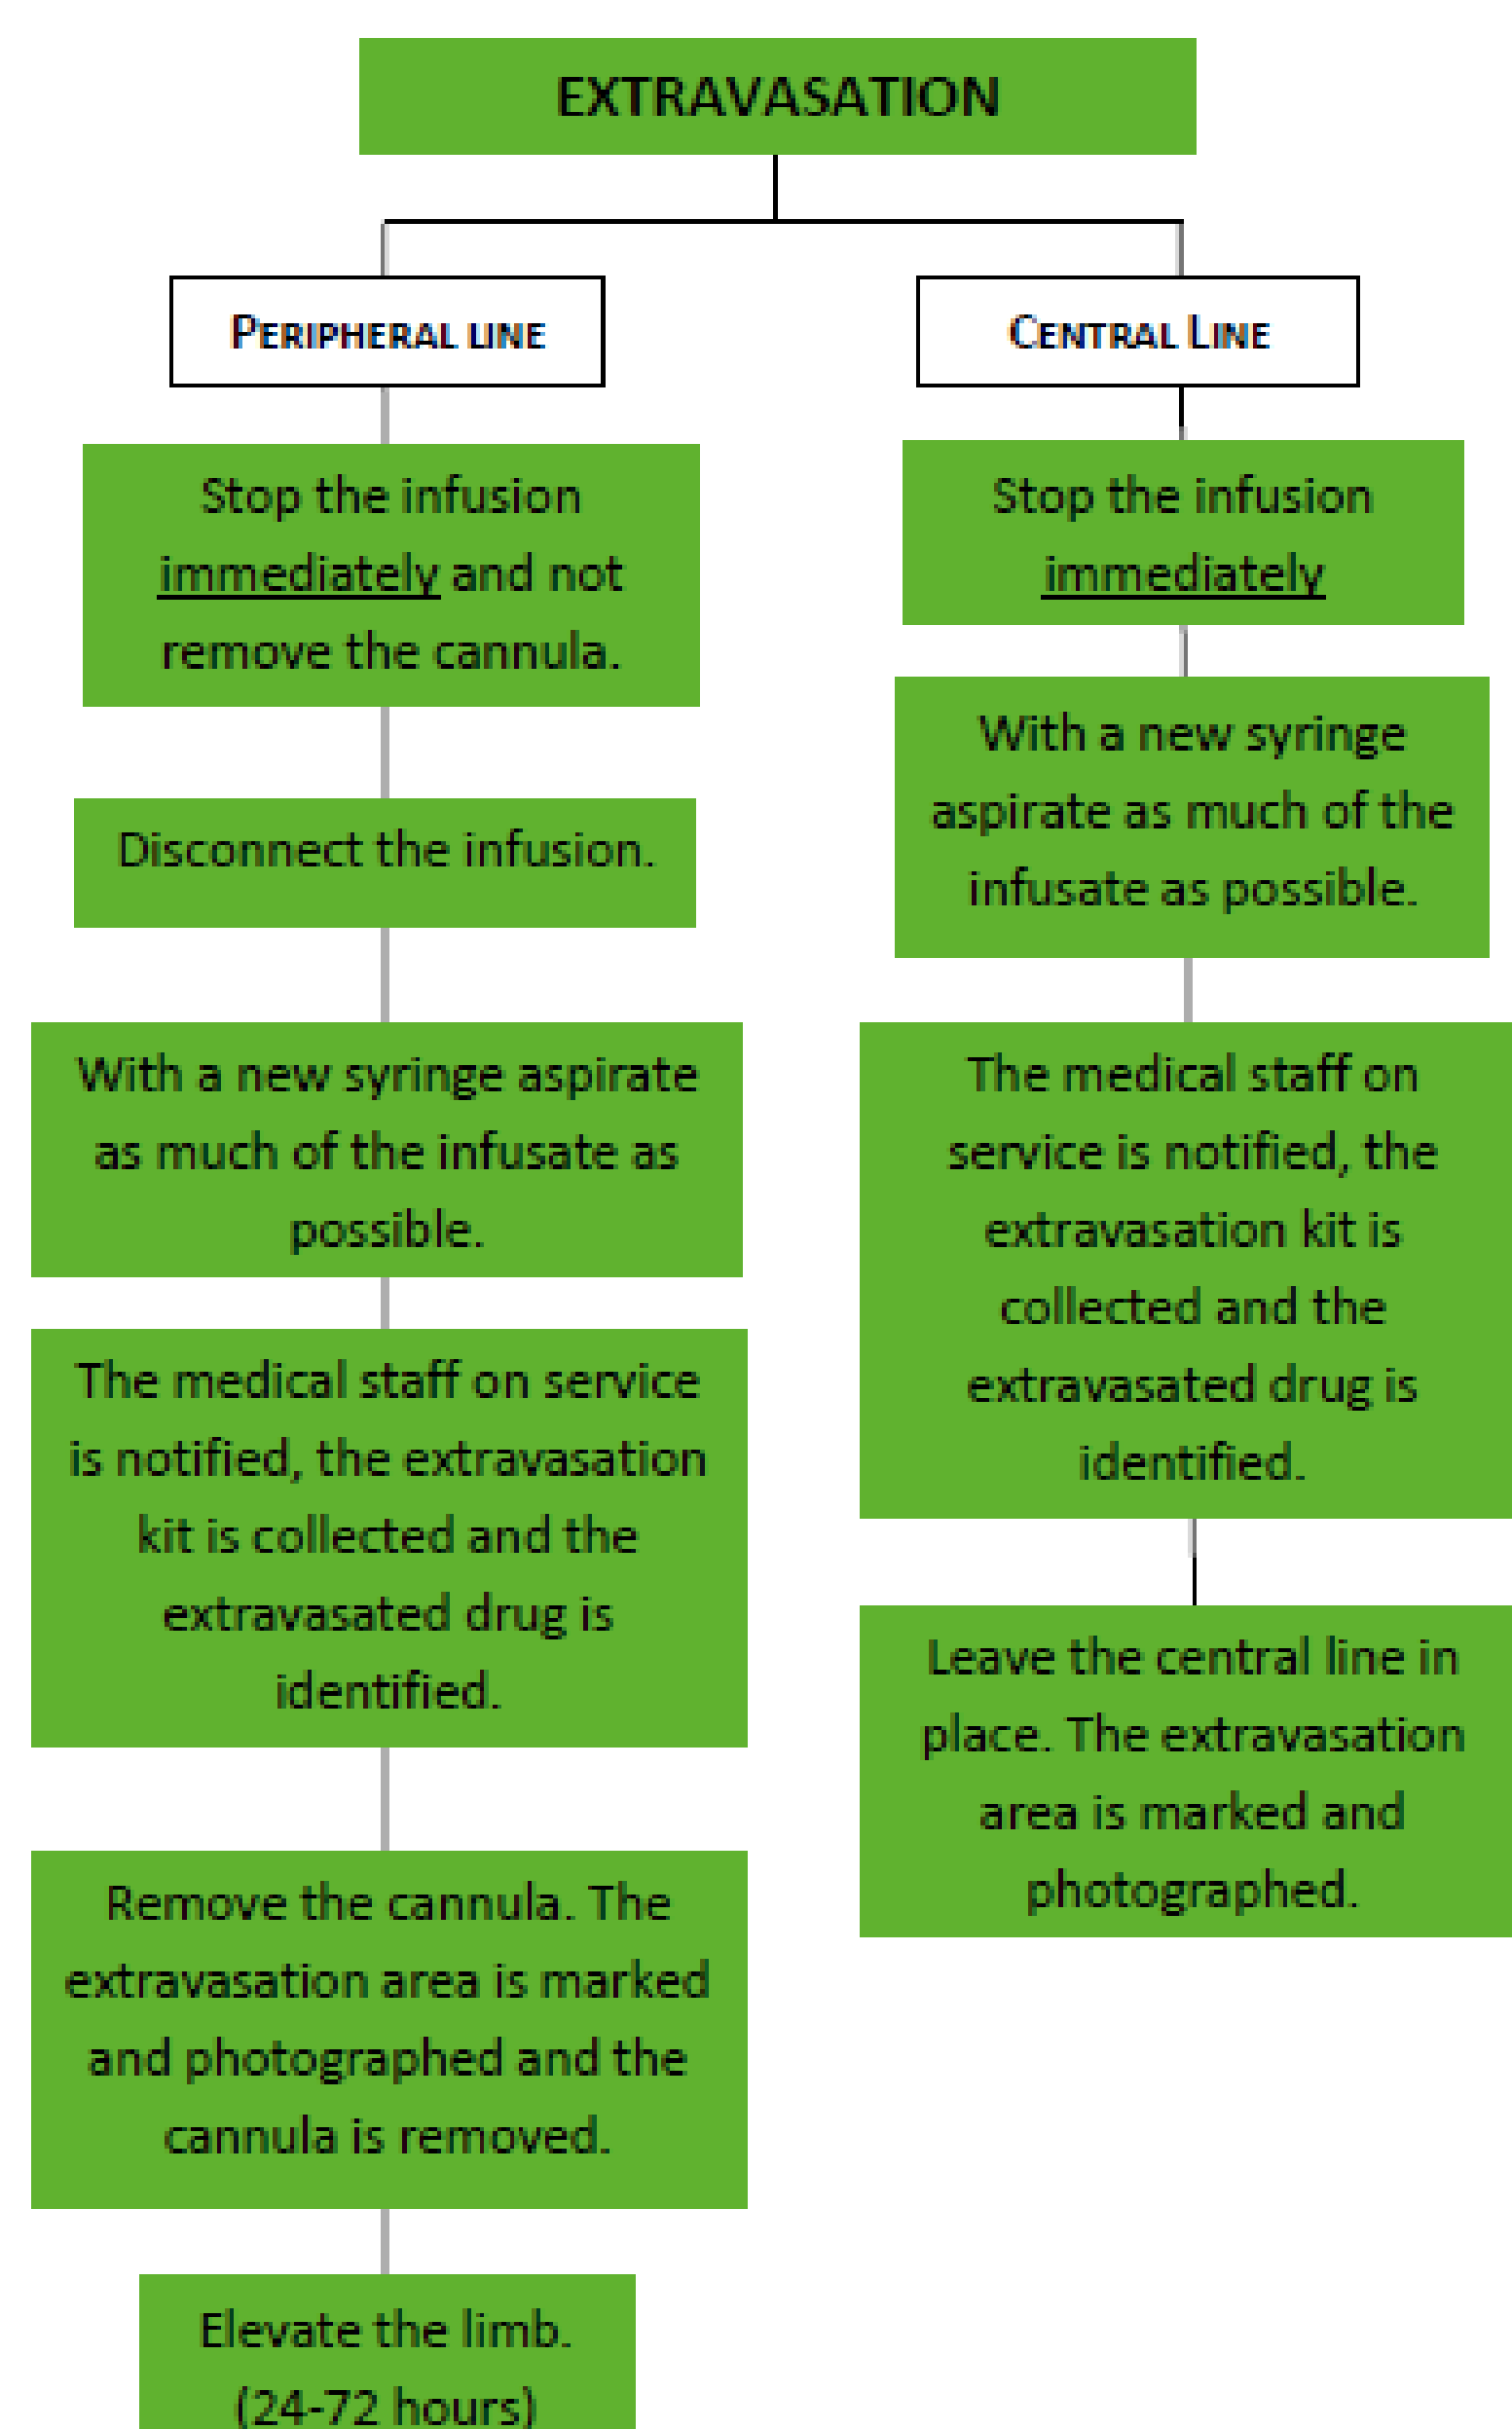 EXTRAVASATION
PERIPHERAL LINE
Stop the infusion
immediately and not
remove the cannula.
Disconnect the infusion.
With a new syringe aspirate
as much of the infusate as
possible.
The medical staff on service
is notified, the extravasation
kit is collected and the
extravasated drug is
identified.
Remove the cannula. The
extravasation area is marked
and photographed and the
cannula is removed.
Elevate the limb.
(24-72 hours)
CENTRAL LINE
Stop the infusion
immediately
With a new syringe
aspirate as much of the
infusate as possible.
The medical staff on
service is notified, the
extravasation kit is
collected and the
extravasated drug is
identified.
Leave the central line in
place. The extravasation
area is marked and
photographed.